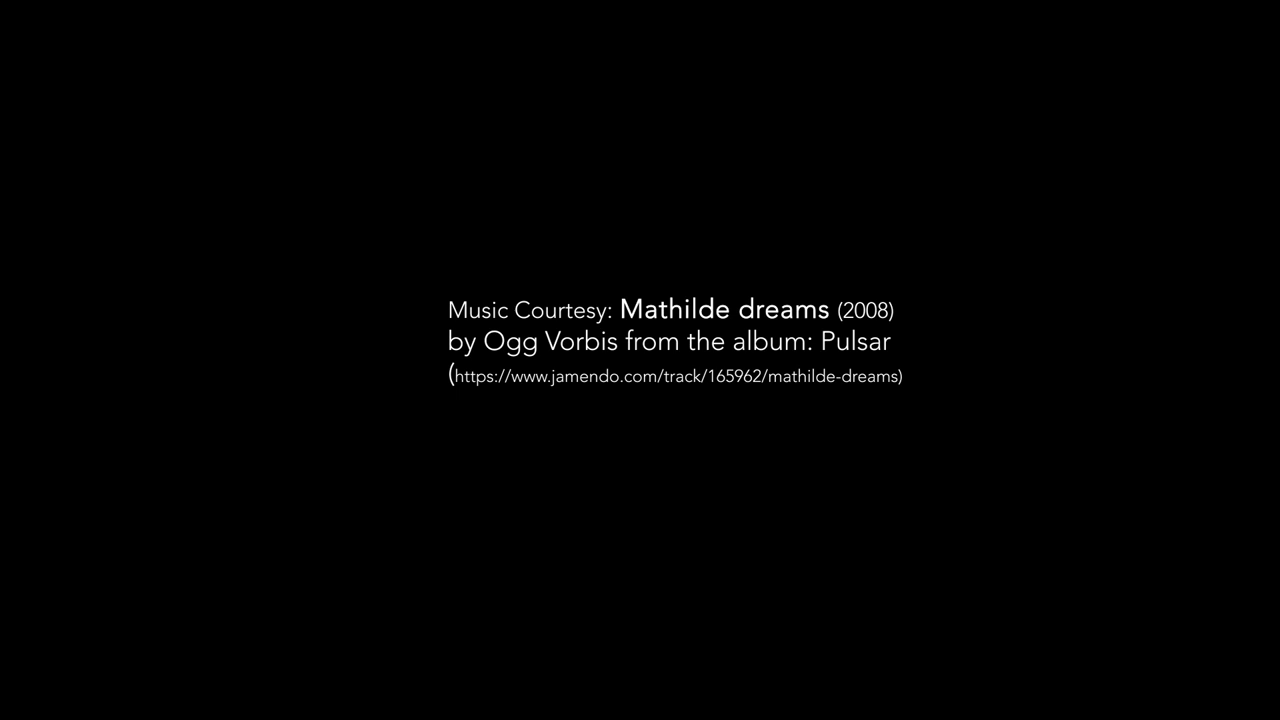 Music Courtesy: Mathilde dreams (2008)
by Ogg Vorbis from the album: Pulsar
(https://www.jamendo.com/track/165962/mathilde-dreams)